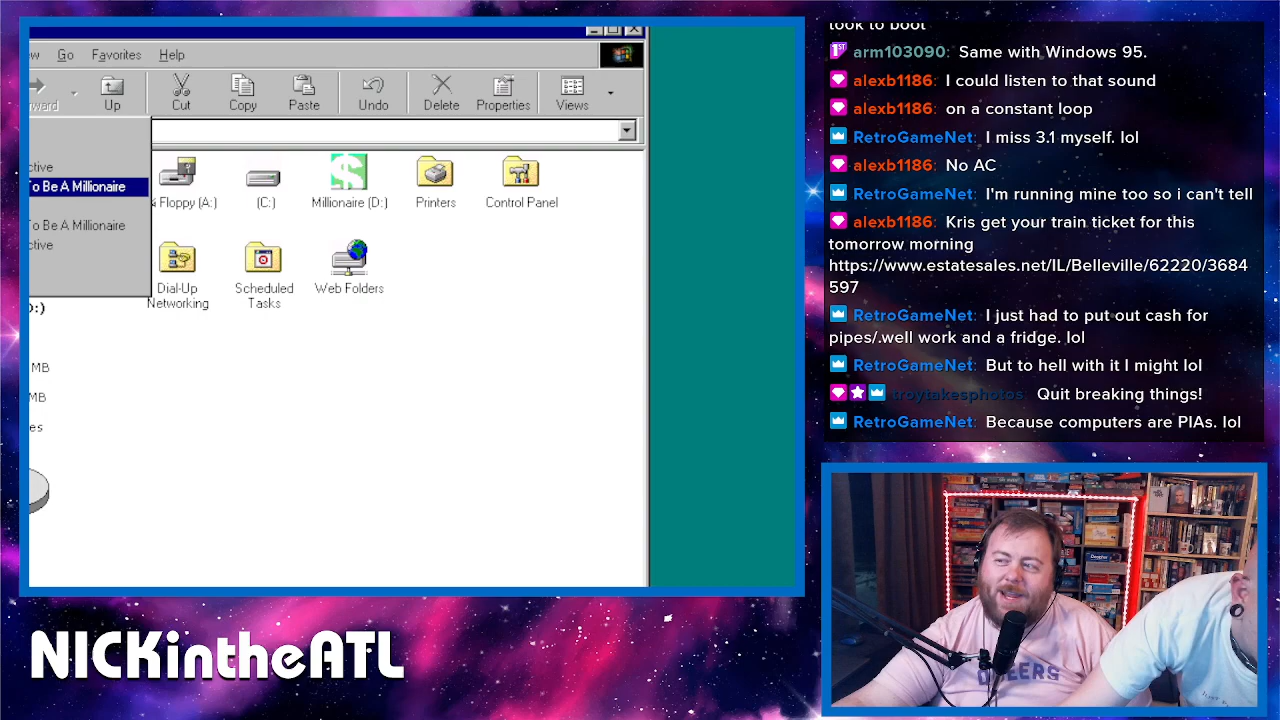 Go Favorites Help
Up Cut Copy Paste Undo Delete Properties Views
ctive
To Be A Millionaire
To Be A Millionaire
ctive
Floppy (A:) (C:) Millionaire (D:) Printers Control Panel
Dial-Up Networking Scheduled Tasks Web Folders
MB
MB
es
NICKintheATL
look to boot
arm103090: Same with Windows 95.
alexb1186: I could listen to that sound
alexb1186: on a constant loop
RetroGameNet: I miss 3.1 myself. lol
alexb1186: No AC
RetroGameNet: I'm running mine too so i can't tell
alexb1186: Kris get your train ticket for this
tomorrow morning
https://www.estatesales.net/IL/Belleville/62220/3684
597
RetroGameNet: I just had to put out cash for
pipes/.well work and a fridge. lol
RetroGameNet: But to hell with it I might lol
Quit breaking things!
RetroGameNet: Because computers are PIAs. lol